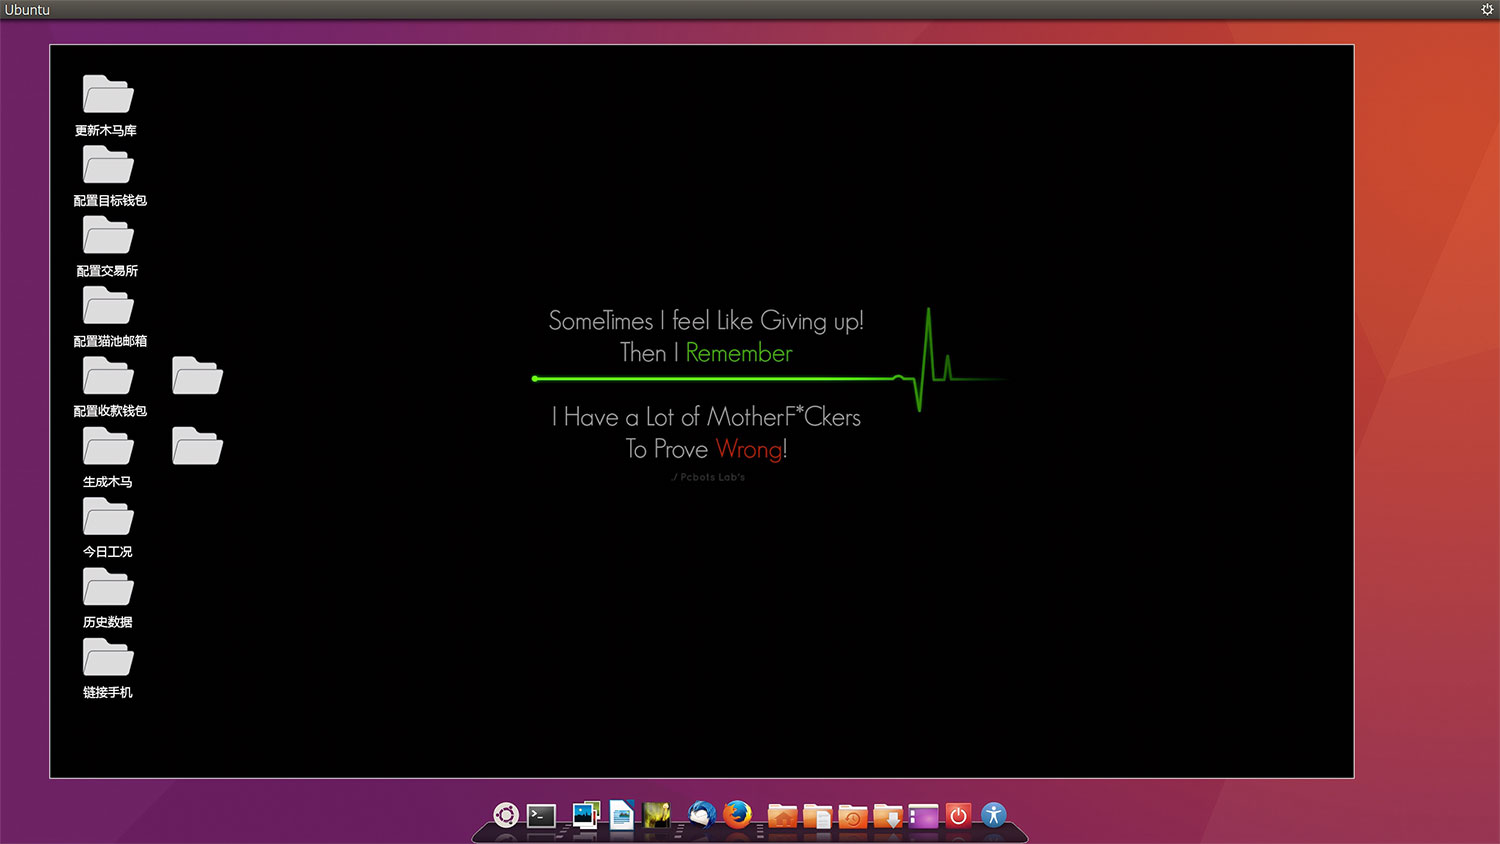 Ubuntu
更新木马库
配置目标钱包
配置交易所
配置猫池邮箱
配置收款钱包
生成木马
今日工况
历史数据
链接手机
SomeTimes I feel Like Giving up!
Then I Remember
I Have a Lot of MotherF*Ckers
To Prove Wrong!
./ Pcbots Lab's